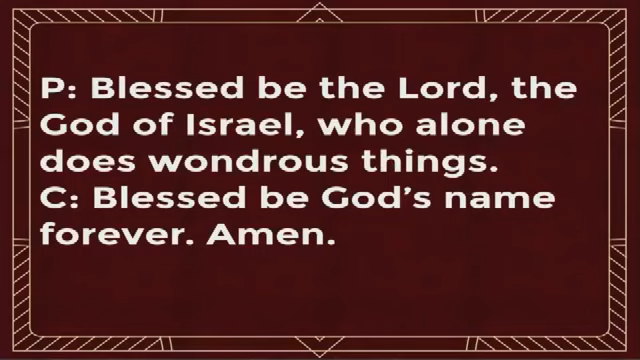 P: Blessed be the Lord, the
God of Israel, who alone
does wondrous things.
C: Blessed be God’s name
forever. Amen.